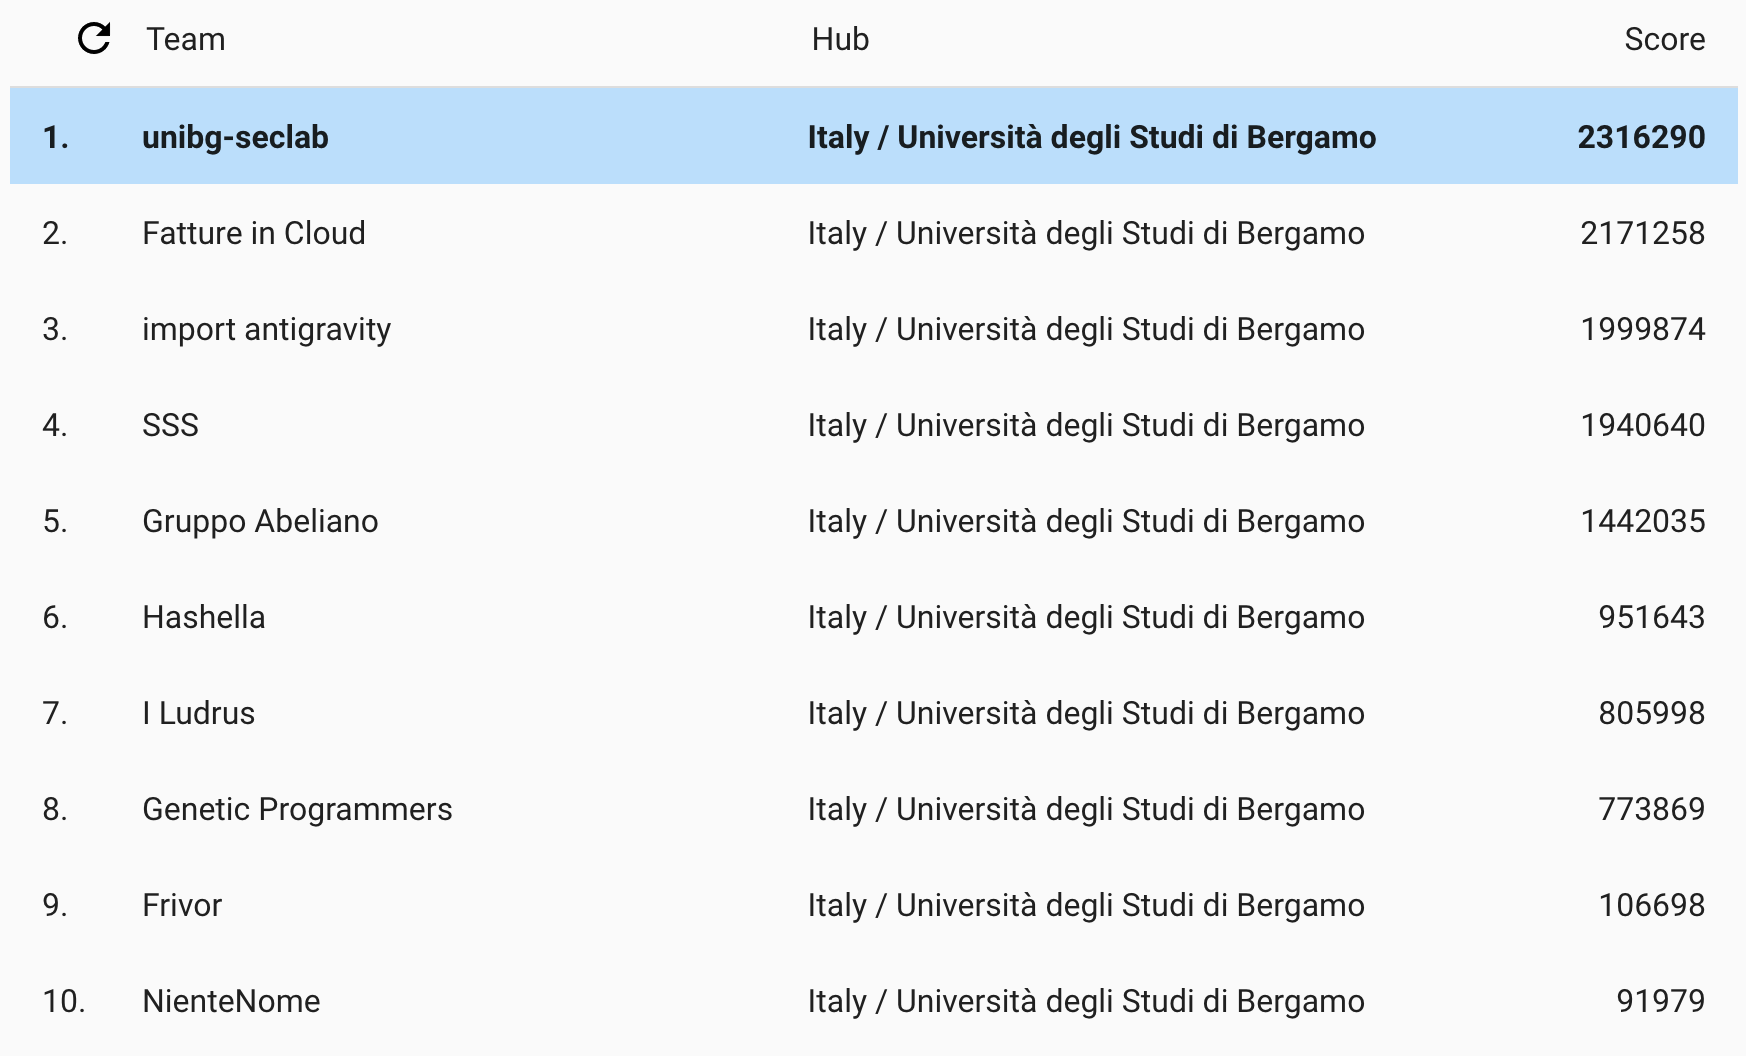 Team Hub Score
1. unibg-seclab Italy / Università degli Studi di Bergamo 2316290
2. Fatture in Cloud Italy / Università degli Studi di Bergamo 2171258
3. import antigravity Italy / Università degli Studi di Bergamo 1999874
4. SSS Italy / Università degli Studi di Bergamo 1940640
5. Gruppo Abeliano Italy / Università degli Studi di Bergamo 1442035
6. Hashella Italy / Università degli Studi di Bergamo 951643
7. I Ludrus Italy / Università degli Studi di Bergamo 805998
8. Genetic Programmers Italy / Università degli Studi di Bergamo 773869
9. Frivor Italy / Università degli Studi di Bergamo 106698
10. NienteNome Italy / Università degli Studi di Bergamo 91979